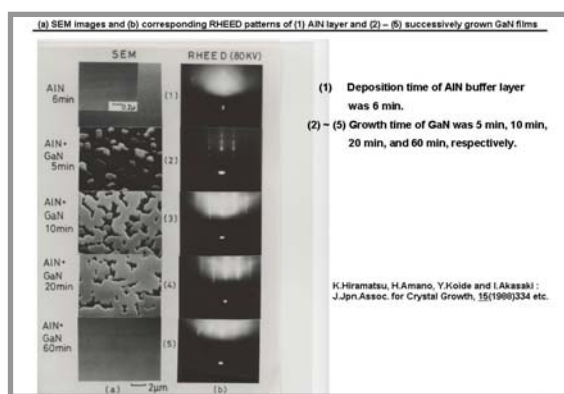 (a) SEM images and (b) corresponding RHEED patterns of (1) AlN layer and (2) – (5) successively grown GaN films
SEM
RHEED (80KV)
AlN
6min
0.2μ
(1)
AlN+
GaN
5min
(2)
AlN+
GaN
10min
(3)
AlN+
GaN
20min
(4)
AlN+
GaN
60min
(5)
(a)
2μm
(b)
(1) Deposition time of AlN buffer layer
was 6 min.
(2) ~ (5) Growth time of GaN was 5 min, 10 min,
20 min, and 60 min, respectively.
K.Hiramatsu, H.Amano, Y.Koide and I.Akasaki :
J.Jpn.Assoc. for Crystal Growth, 15(1988)334 etc.